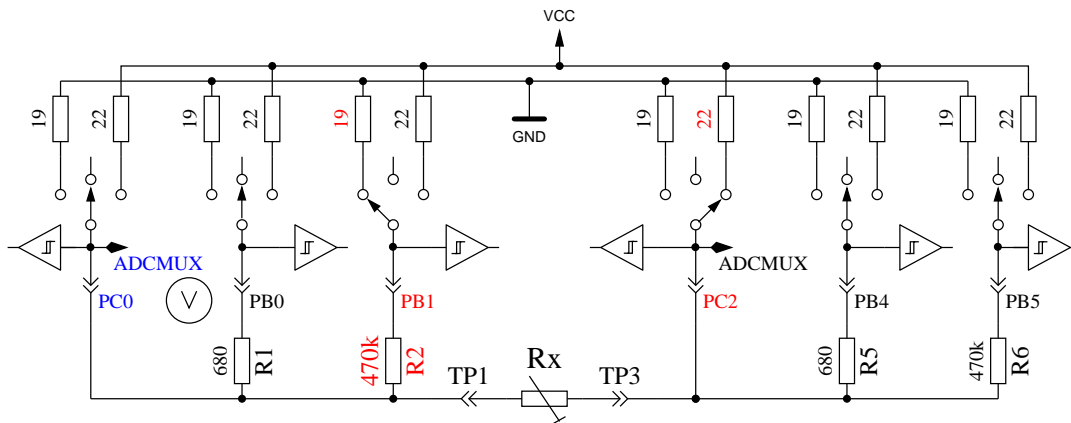 VCC
19 22 19 22 19 22 19 22 19 22 19 22
GND
ADCMUX ADCMUX
PC0 V PB0 PB1 PC2 PB4 PB5
680 R1 470k R2 680 R5 470k R6
TP1 Rx TP3